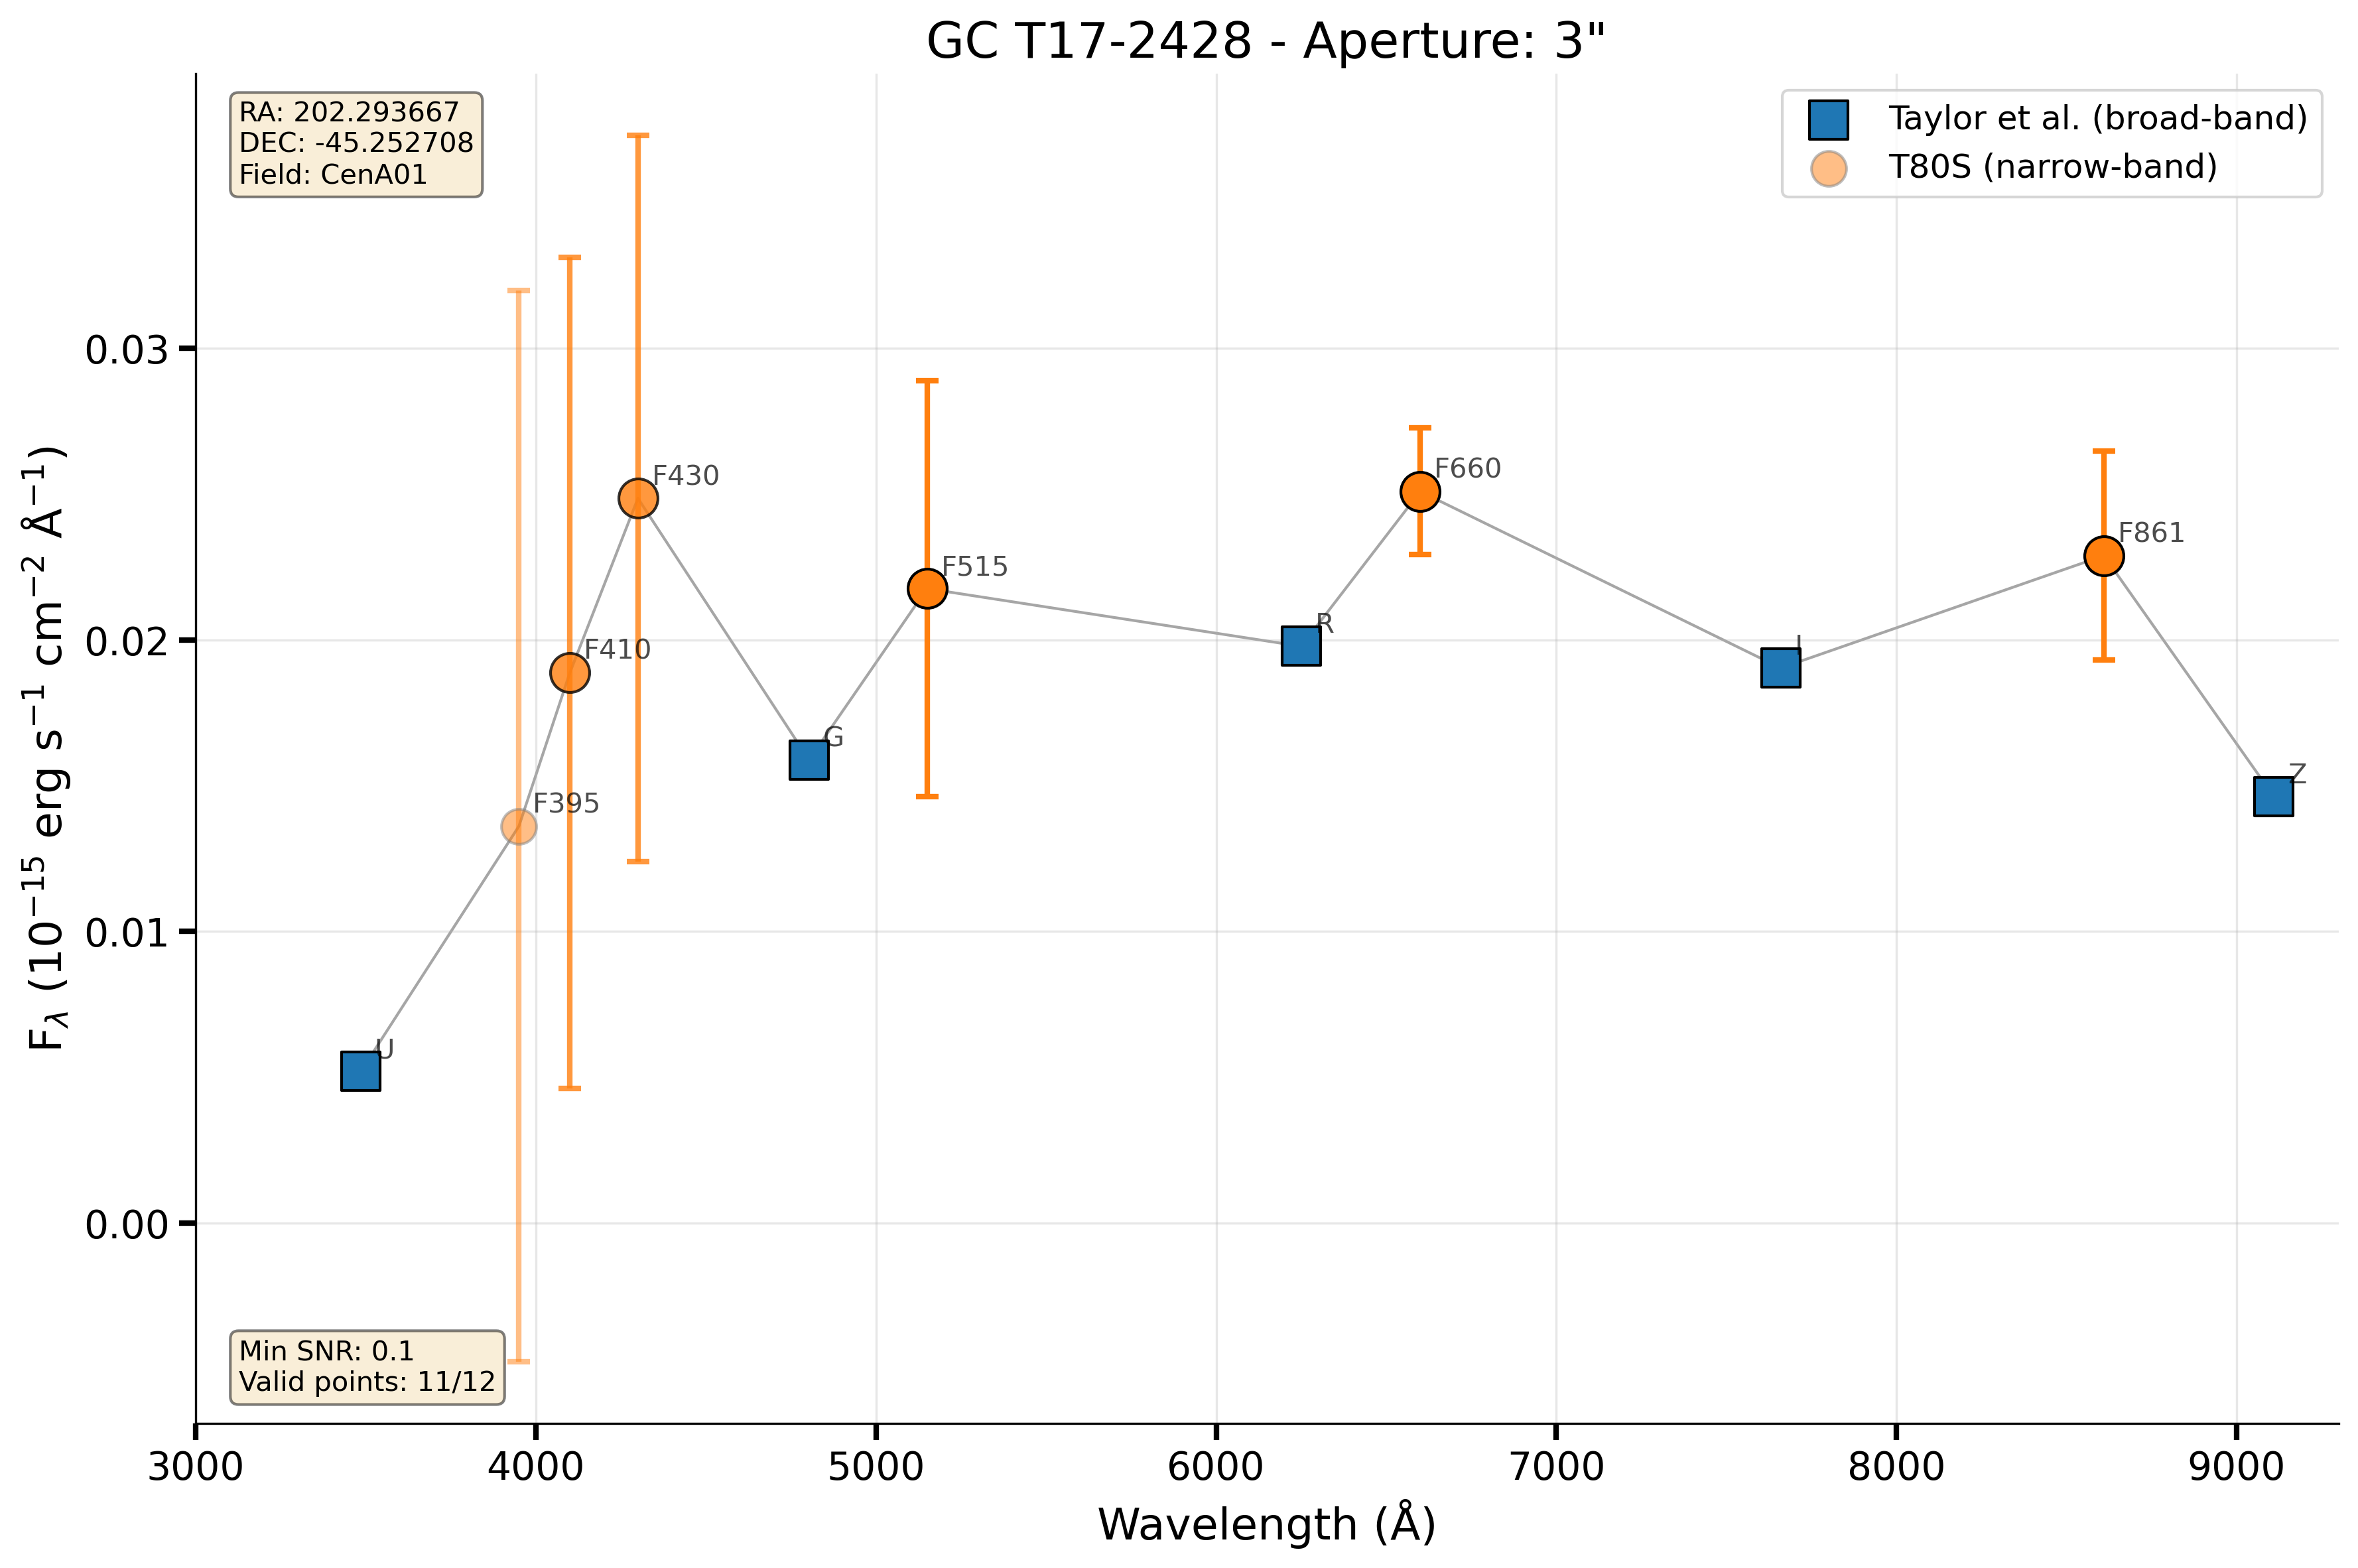 GC T17-2428 - Aperture: 3"
RA: 202.293667
DEC: -45.252708
Field: CenA01
Taylor et al. (broad-band)
T80S (narrow-band)
F430
F660
F861
F515
R
F410
I
G
Z
F395
U
0.03
0.02
0.01
0.00
F_λ (10⁻¹⁵ erg s⁻¹ cm⁻² Å⁻¹)
Min SNR: 0.1
Valid points: 11/12
3000 4000 5000 6000 7000 8000 9000
Wavelength (Å)